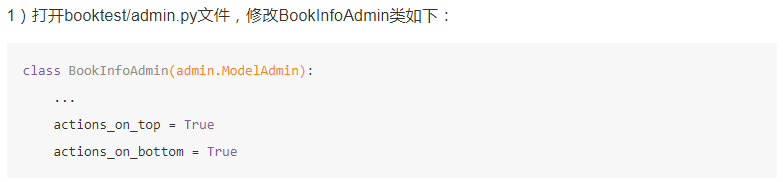 1）打开booktest/admin.py文件，修改BookInfoAdmin类如下：
class BookInfoAdmin(admin.ModelAdmin):
    ...
    actions_on_top = True
    actions_on_bottom = True